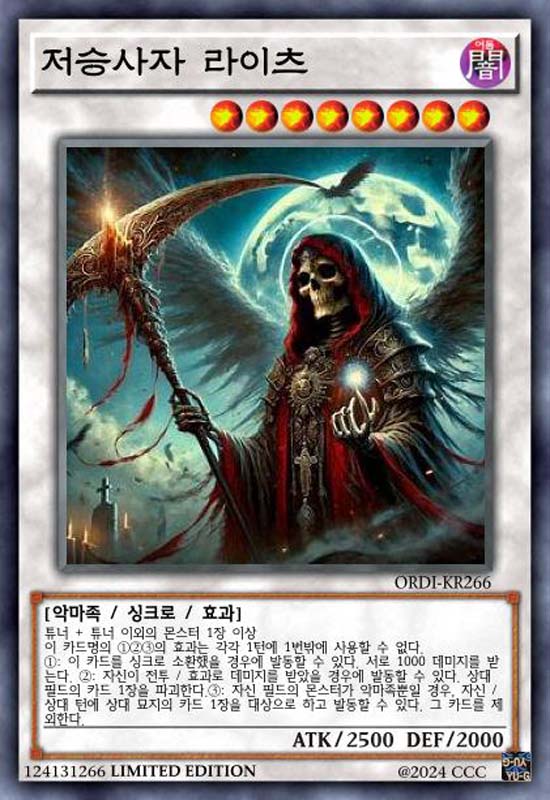 저승사자 라이츠
어둠
闇
ORDI-KR266
[악마족 / 싱크로 / 효과]
튜너 + 튜너 이외의 몬스터 1장 이상
이 카드명의 ①②③의 효과는 각각 1턴에 1번밖에 사용할 수 없다.
①: 이 카드를 싱크로 소환했을 경우에 발동할 수 있다. 서로 1000 데미지를 받
는다. ②: 자신이 전투 / 효과로 데미지를 받았을 경우에 발동할 수 있다. 상대
필드의 카드 1장을 파괴한다.③: 자신 필드의 몬스터가 악마족뿐일 경우, 자신 /
상대 턴에 상대 묘지의 카드 1장을 대상으로 하고 발동할 수 있다. 그 카드를 제
외한다.
ATK/2500 DEF/2000
124131266 LIMITED EDITION @2024 CCC